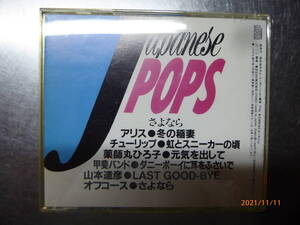 Japanese
POPS
さよなら
アリス●冬の稲妻
チューリップ●虹とスニーカーの頃
薬師丸ひろ子●元気を出して
甲斐バンド●ダニーボーイに耳をふさいで
山本達彦●LAST GOOD-BYE
オフコース●さよなら
2021/11/11